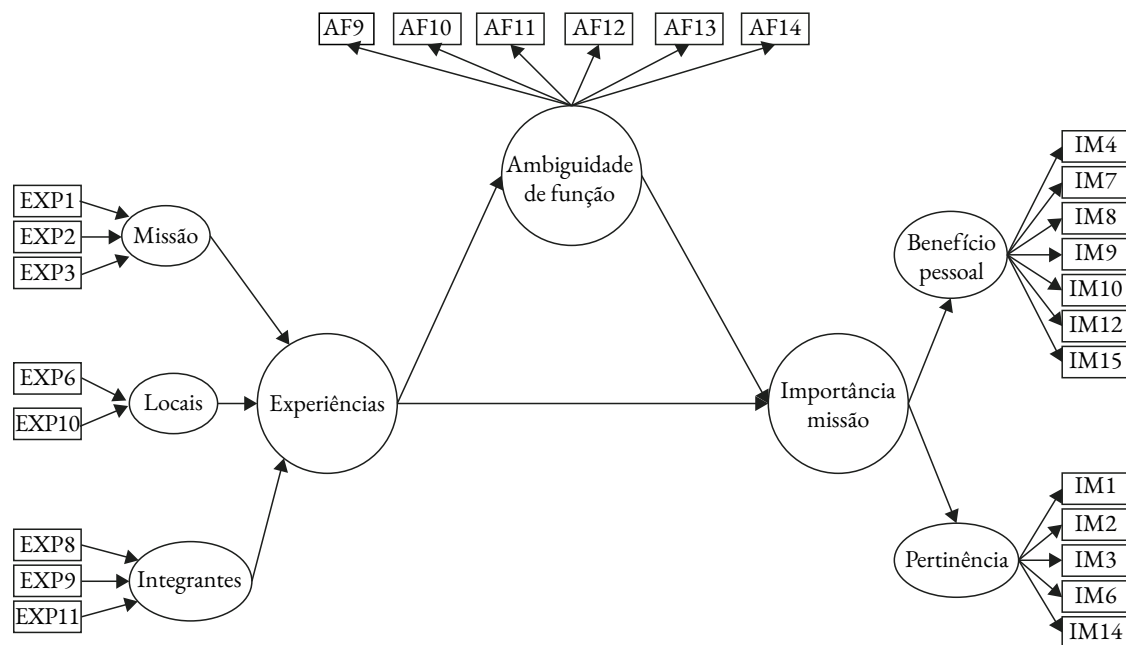 AF9
AF10
AF11
AF12
AF13
AF14
Ambiguidade
de função
EXP1
EXP2
EXP3
Missão
EXP6
EXP10
Locais
EXP8
EXP9
EXP11
Integrantes
Experiências
Importância
missão
Benefício
pessoal
IM4
IM7
IM8
IM9
IM10
IM12
IM15
Pertinência
IM1
IM2
IM3
IM6
IM14